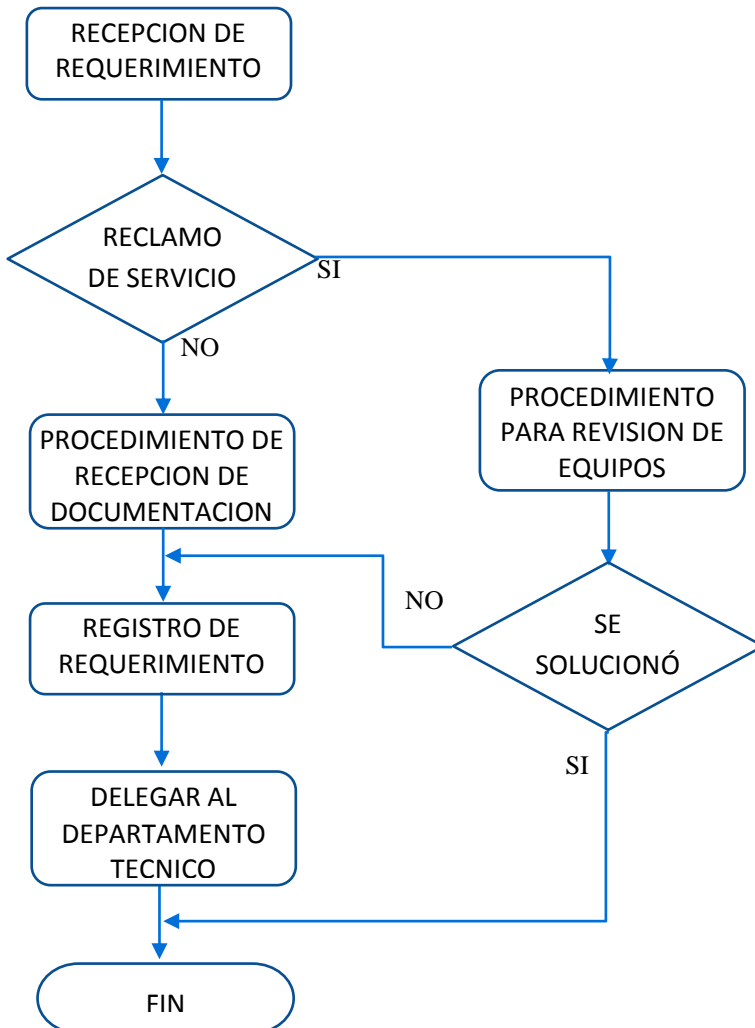 RECEPCION DE
REQUERIMIENTO
RECLAMO
DE SERVICIO
SI
NO
PROCEDIMIENTO DE
RECEPCION DE
DOCUMENTACION
PROCEDIMIENTO
PARA REVISION DE
EQUIPOS
NO
SE
SOLUCIONÓ
REGISTRO DE
REQUERIMIENTO
SI
DELEGAR AL
DEPARTAMENTO
TECNICO
FIN